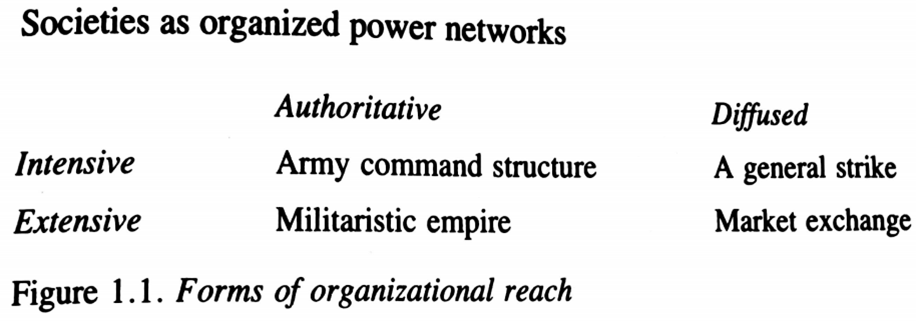 Societies as organized power networks
Authoritative Diffused
Intensive Army command structure A general strike
Extensive Militaristic empire Market exchange
Figure 1.1. Forms of organizational reach